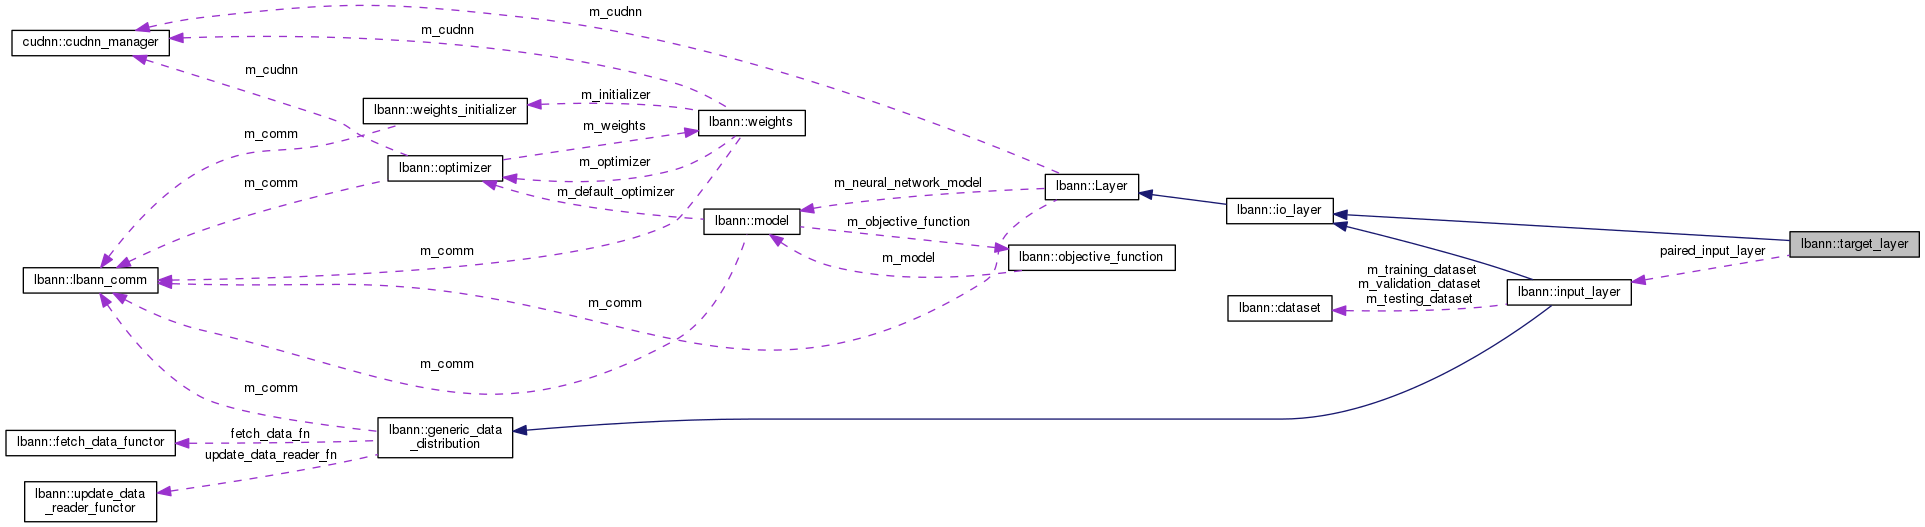 m_cudnn
m_cudnn
cudnn::cudnn_manager
m_cudnn
m_initializer
lbann::weights_initializer
lbann::weights
m_weights
m_comm
m_optimizer
lbann::optimizer
m_comm
m_default_optimizer
m_neural_network_model
lbann::Layer
lbann::io_layer
lbann::model
m_objective_function
lbann::target_layer
m_comm
m_model
lbann::objective_function
paired_input_layer
m_training_dataset
m_validation_dataset
m_testing_dataset
lbann::lbann_comm
lbann::input_layer
m_comm
lbann::dataset
m_comm
m_comm
lbann::generic_data
_distribution
fetch_data_fn
lbann::fetch_data_functor
update_data_reader_fn
lbann::update_data
_reader_functor